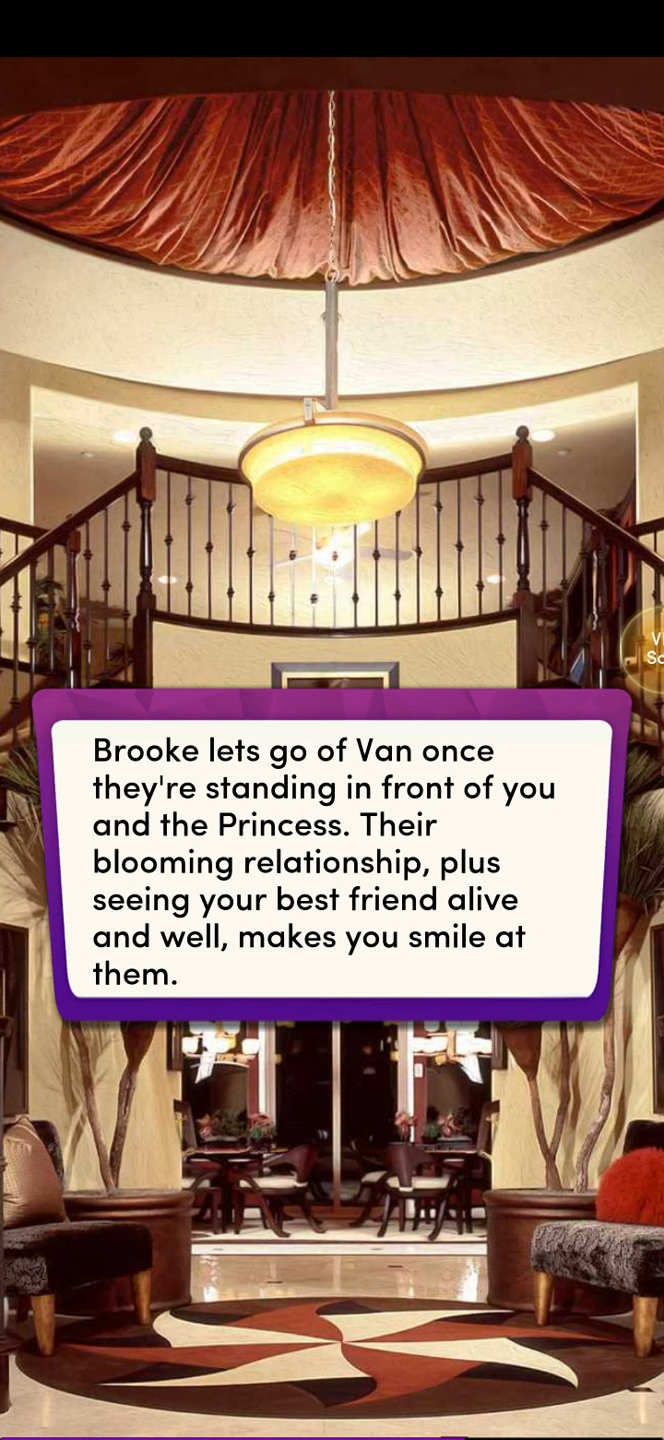 Brooke lets go of Van once
they're standing in front of you
and the Princess. Their
blooming relationship, plus
seeing your best friend alive
and well, makes you smile at
them.